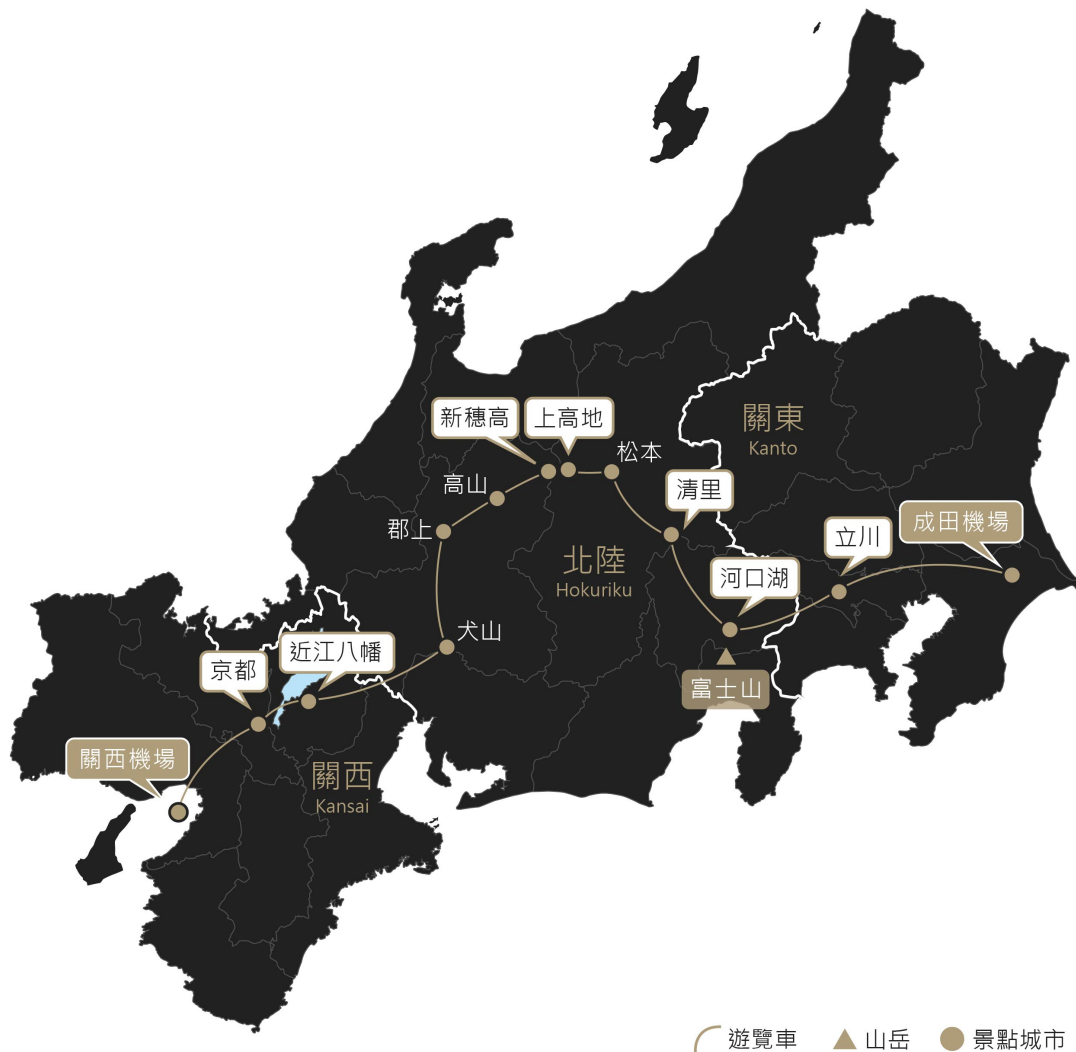 新穗高
上高地
關東
Kanto
松本
高山
清里
成田機場
郡上
立川
北陸
Hokuriku
河口湖
犬山
近江八幡
京都
富士山
關西機場
關西
Kansai
遊覽車
山岳
景點城市